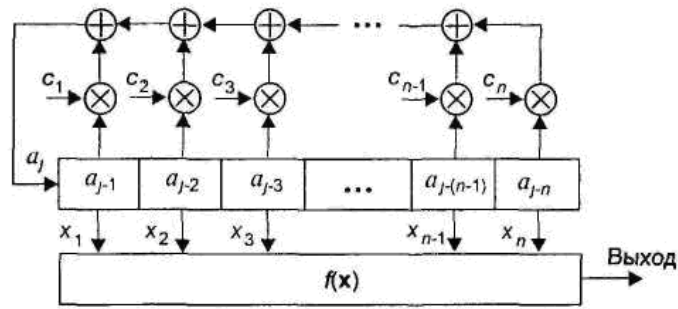 c1 c2 c3 cn-1 cn
aj
aj-1 aj-2 aj-3 ... aj-(n-1) aj-n
x1 x2 x3 xn-1 xn
f(x)
Выход